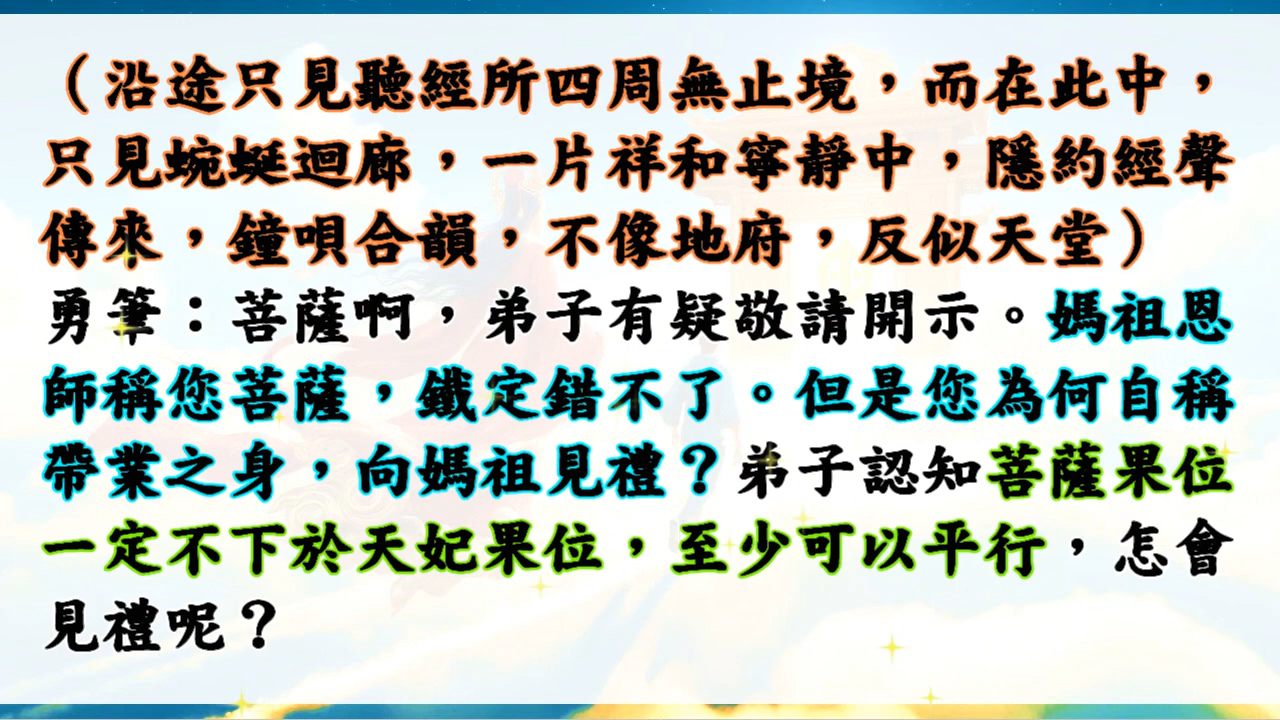 （沿途只見聽經所四周無止境，而在此中，
只見蜿蜒迴廊，一片祥和寧靜中，隱約經聲
傳來，鐘唄合韻，不像地府，反似天堂）
勇筆：菩薩啊，弟子有疑敬請開示。媽祖恩
師稱您菩薩，鐵定錯不了。但是您為何自稱
帶業之身，向媽祖見禮？弟子認知菩薩果位
一定不下於天妃果位，至少可以平行，怎會
見禮呢？